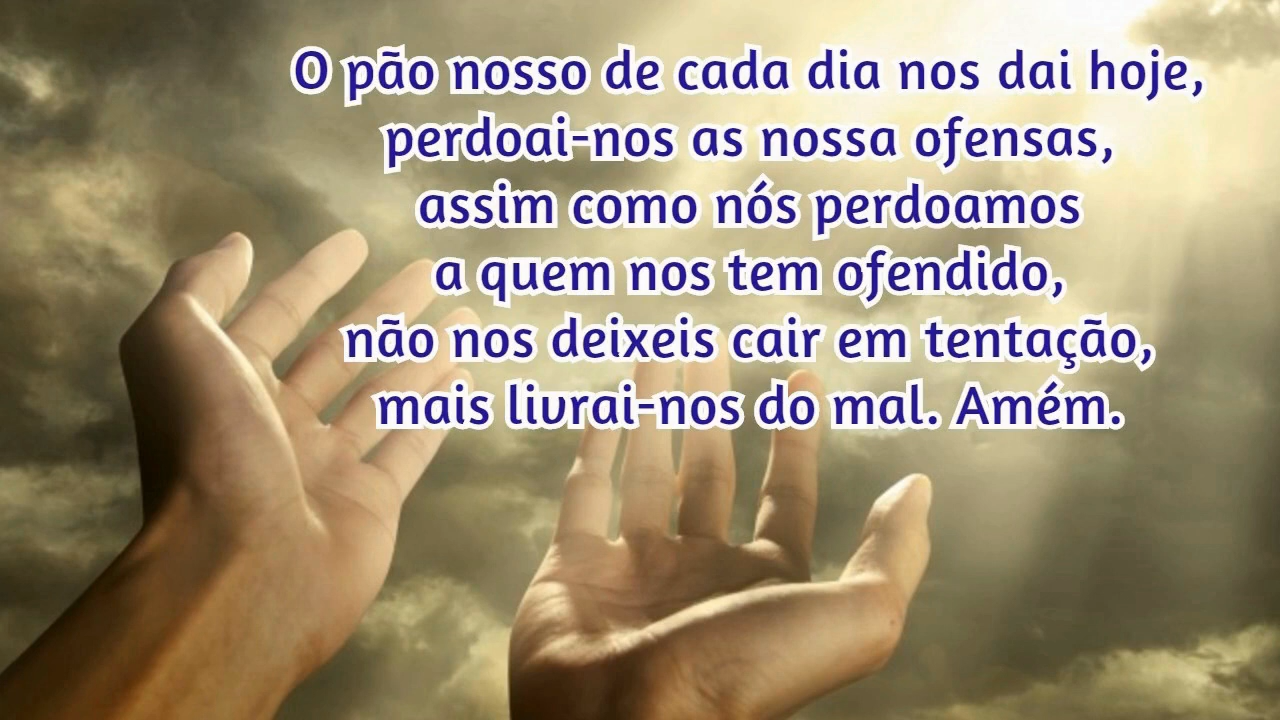 O pão nosso de cada dia nos dai hoje,
perdoai-nos as nossa ofensas,
assim como nós perdoamos
a quem nos tem ofendido,
não nos deixeis cair em tentação,
mais livrai-nos do mal. Amém.